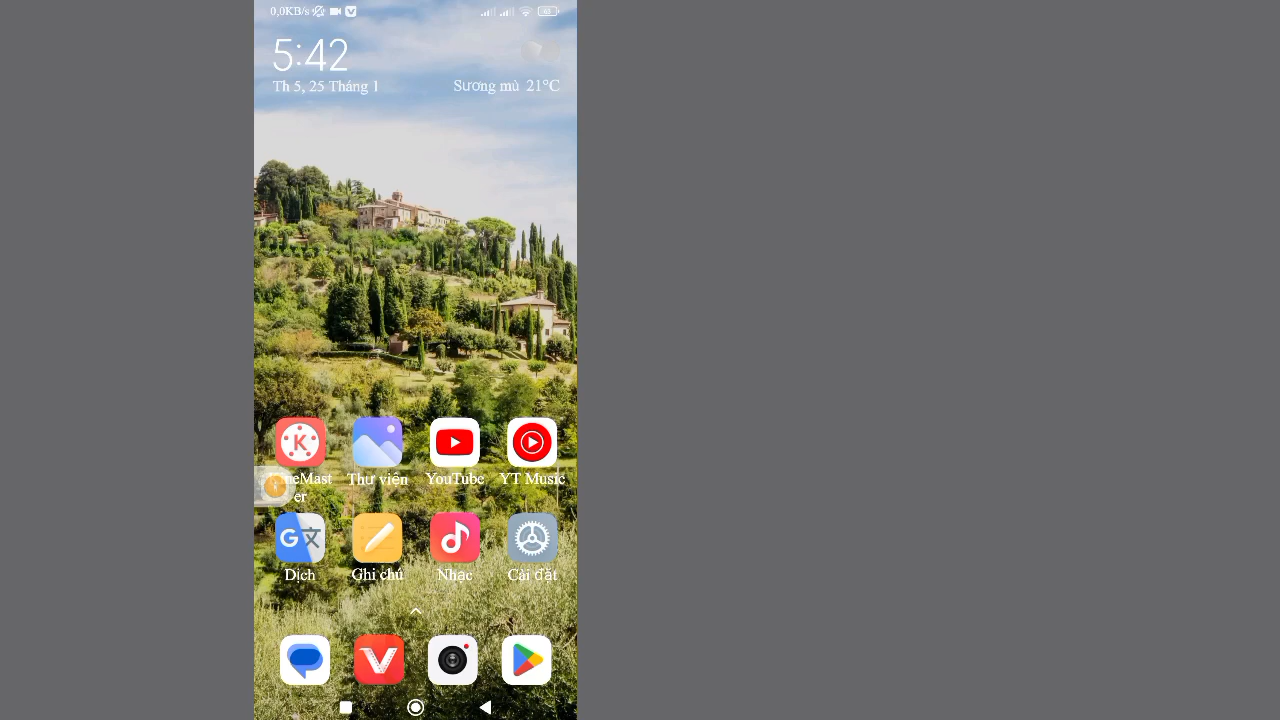 0,0KB/s
5:42
Th 5, 25 Tháng 1
Sương mù 21°C
Thư viện
YouTube
YT Music
er
Dịch
Ghi chú
Nhạc
Cài đặt